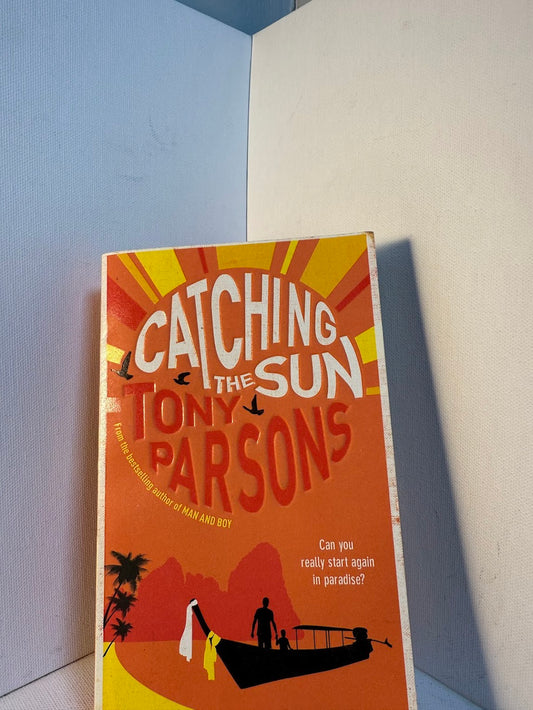 CATCHING
THE SUN
TONY
PARSONS
From the bestselling author of MAN AND BOY
Can you
really start again
in paradise?